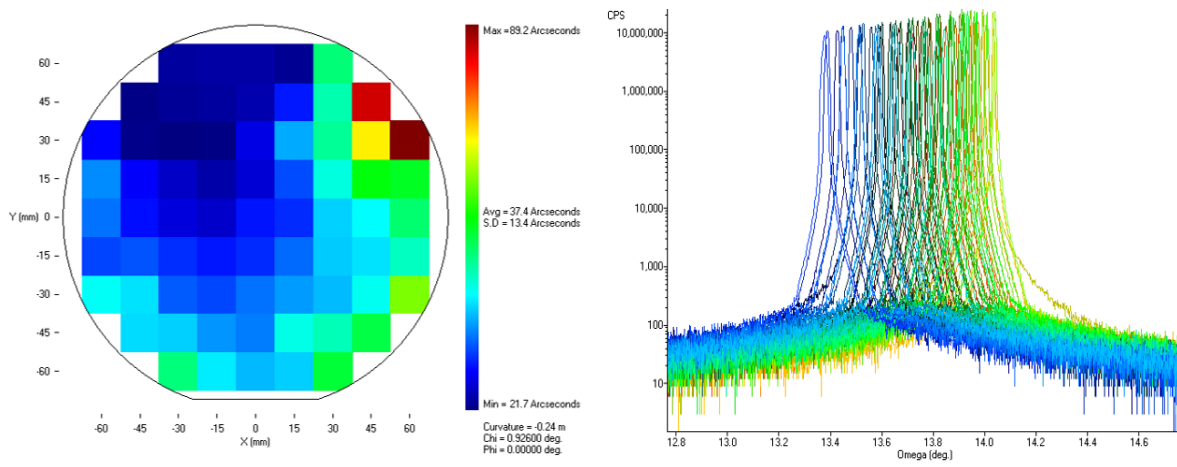 Max =89.2 Arcseconds
Avg = 37.4 Arcseconds
S.D = 13.4 Arcseconds
Min = 21.7 Arcseconds
Curvature = -0.24 m
Chi = 0.92600 deg.
Phi = 0.00000 deg.
60
45
30
15
Y (mm) 0
-15
-30
-45
-60
-60 -45 -30 -15 0 15 30 45 60
X (mm)
CPS
10,000,000
1,000,000
100,000
10,000
1,000
100
10
12.8 13.0 13.2 13.4 13.6 13.8 14.0 14.2 14.4 14.6
Omega (deg.)